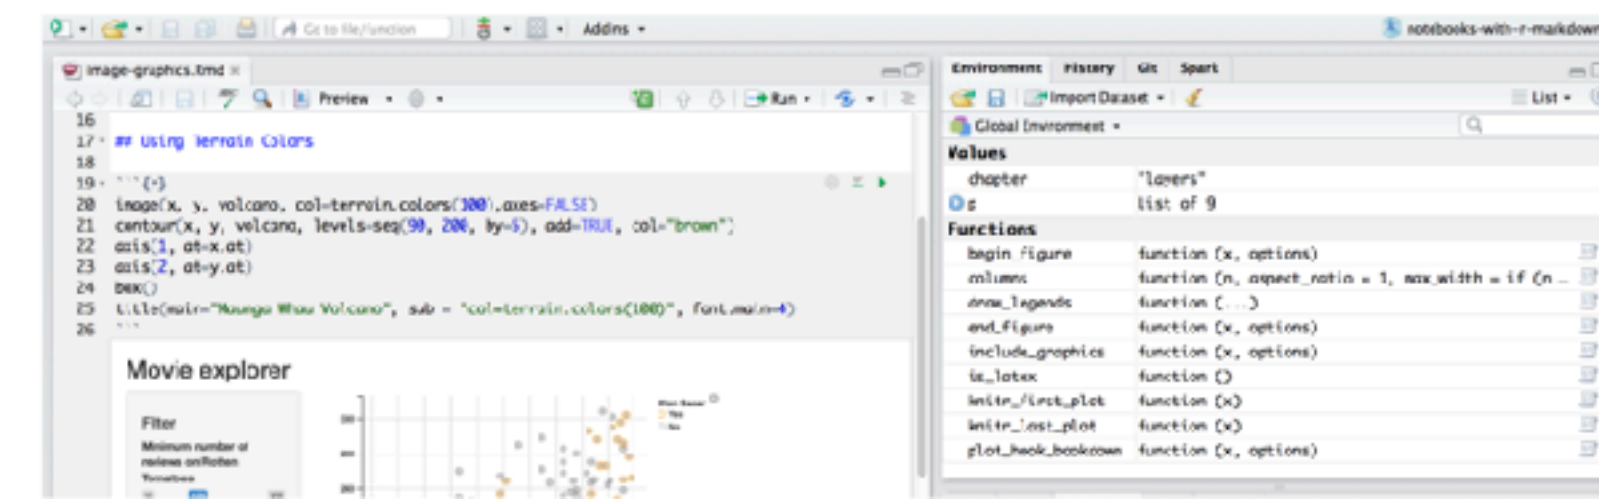 Go to file/function Addins notebooks-with-r-markdown
image-graphics.Rmd
Preview Run
16
17 ## Using Terrain Colors
18
19 ```{r}
20 image(x, y, volcano, col=terrain.colors(100),axes=FALSE)
21 contour(x, y, volcano, levels=seq(90, 200, by=5), add=TRUE, col="brown")
22 axis(1, at=x.at)
23 axis(2, at=y.at)
24 box()
25 title(main="Maunga Whau Volcano", sub = "col=terrain.colors(100)", font.main=4)
26 ```
Movie explorer
Filter
Minimum number of
reviews on Rotten
Tomatoes
Yes
No
Environment History Git Spark
Import Dataset List
Global Environment
Values
chapter "layers"
list of 9
Functions
begin_figure function (x, options)
columns function (n, aspect_ratio = 1, max_width = if (n …
draw_legends function (...)
end_figure function (x, options)
include_graphics function (x, options)
is_latex function ()
knitr_first_plot function (x)
knitr_last_plot function (x)
plot_hook_bookdown function (x, options)